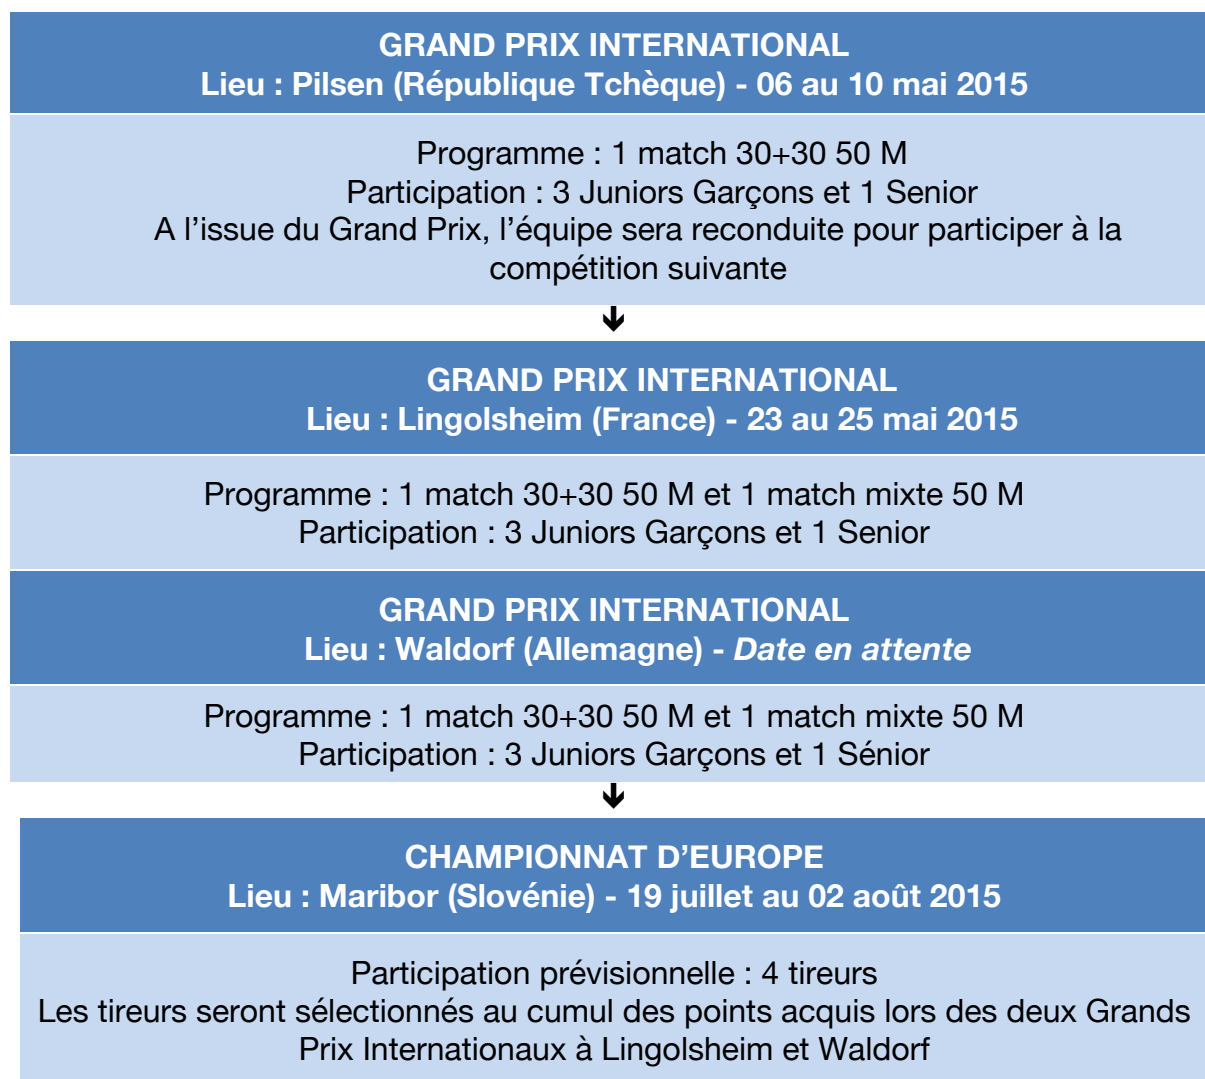 GRAND PRIX INTERNATIONAL
Lieu : Pilsen (République Tchèque) - 06 au 10 mai 2015
Programme : 1 match 30+30 50 M
Participation : 3 Juniors Garçons et 1 Senior
A l’issue du Grand Prix, l’équipe sera reconduite pour participer à la
compétition suivante
GRAND PRIX INTERNATIONAL
Lieu : Lingolsheim (France) - 23 au 25 mai 2015
Programme : 1 match 30+30 50 M et 1 match mixte 50 M
Participation : 3 Juniors Garçons et 1 Senior
GRAND PRIX INTERNATIONAL
Lieu : Waldorf (Allemagne) - Date en attente
Programme : 1 match 30+30 50 M et 1 match mixte 50 M
Participation : 3 Juniors Garçons et 1 Sénior
CHAMPIONNAT D’EUROPE
Lieu : Maribor (Slovénie) - 19 juillet au 02 août 2015
Participation prévisionnelle : 4 tireurs
Les tireurs seront sélectionnés au cumul des points acquis lors des deux Grands
Prix Internationaux à Lingolsheim et Waldorf